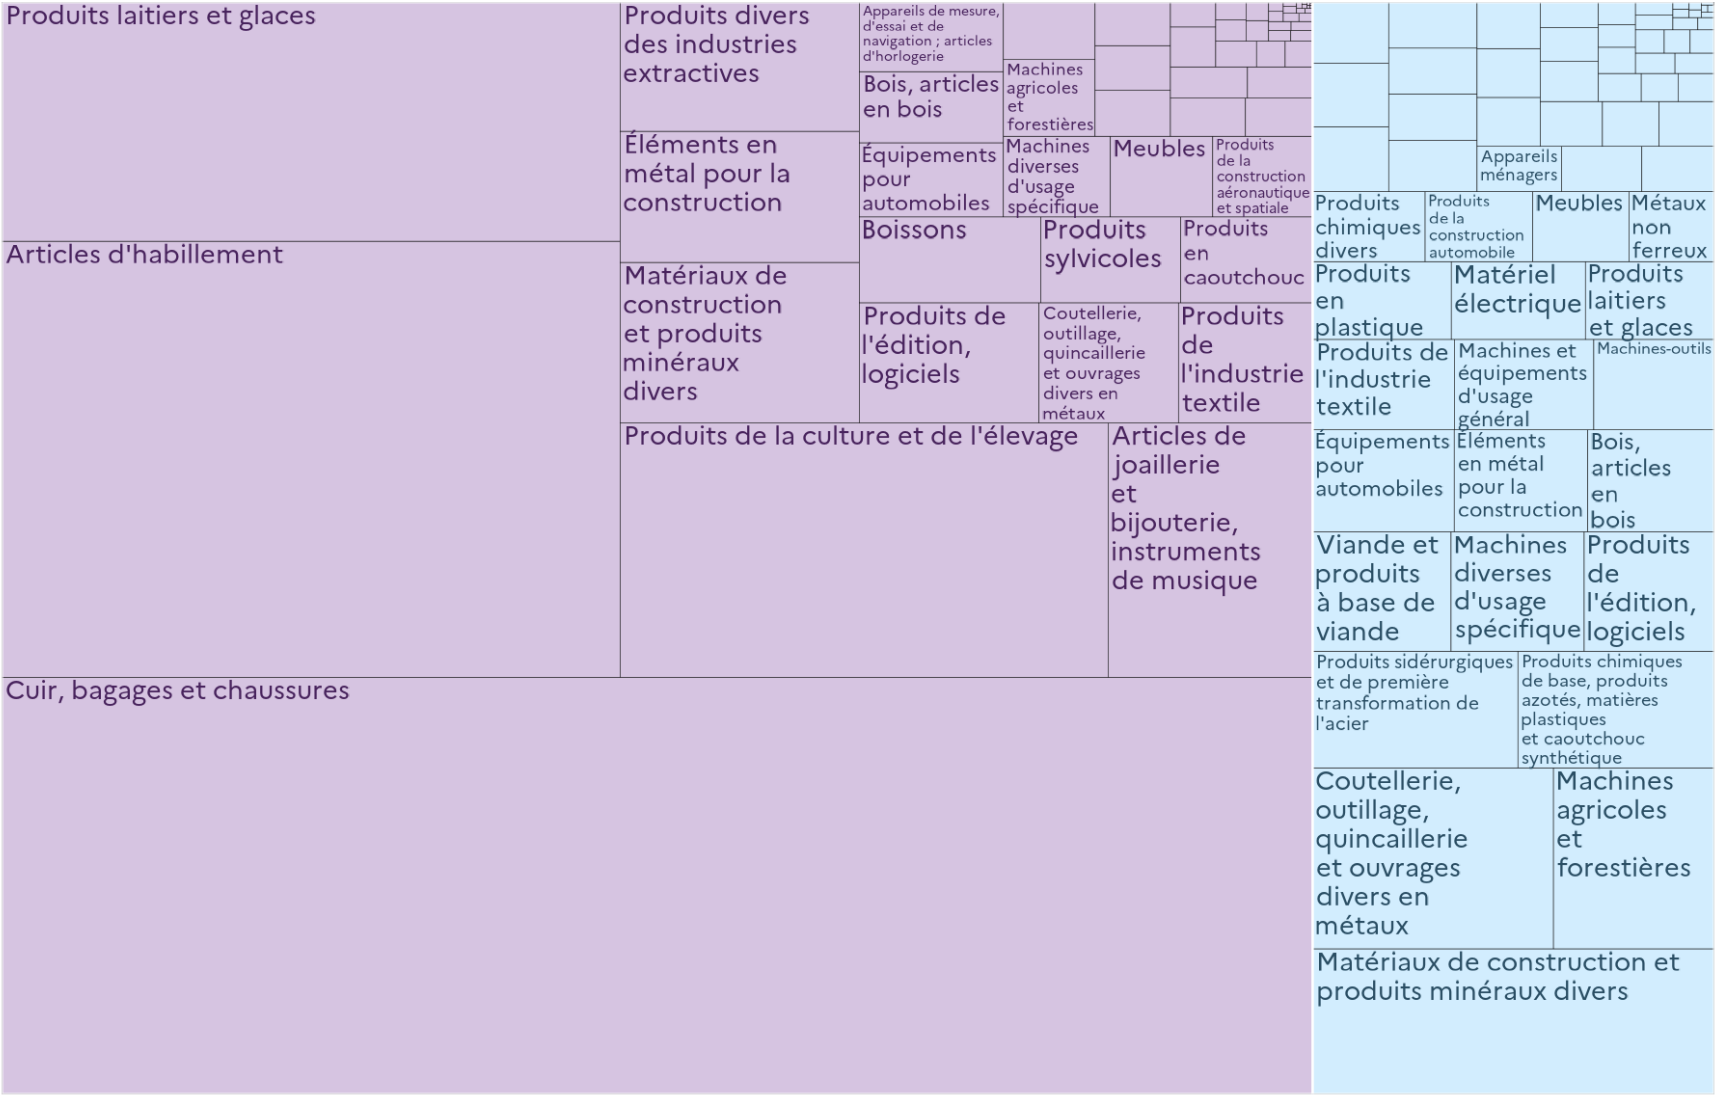 Produits laitiers et glaces
Articles d'habillement
Cuir, bagages et chaussures
Produits divers
des industries
extractives
Éléments en
métal pour la
construction
Matériaux de
construction
et produits
minéraux
divers
Produits de la culture et de l'élevage
Articles de
joaillerie
et
bijouterie,
instruments
de musique
Appareils de mesure,
d'essai et de
navigation ; articles
d'horlogerie
Bois, articles
en bois
Équipements
pour
automobiles
Machines
agricoles
et
forestières
Machines
diverses
d'usage
spécifique
Meubles
Produits
de la
construction
aéronautique
et spatiale
Boissons
Produits
sylvicoles
Produits
en
caoutchouc
Produits de
l'édition,
logiciels
Coutellerie,
outillage,
quincaillerie
et ouvrages
divers en
métaux
Produits
de
l'industrie
textile
Appareils
ménagers
Produits
chimiques
divers
Produits
de la
construction
automobile
Meubles
Métaux
non
ferreux
Produits
en
plastique
Matériel
électrique
Produits
laitiers
et glaces
Produits de
l'industrie
textile
Machines et
équipements
d'usage
général
Machines-outils
Équipements
pour
automobiles
Éléments
en métal
pour la
construction
Bois,
articles
en
bois
Viande et
produits
à base de
viande
Machines
diverses
d'usage
spécifique
Produits
de
l'édition,
logiciels
Produits sidérurgiques
et de première
transformation de
l'acier
Produits chimiques
de base, produits
azotés, matières
plastiques
et caoutchouc
synthétique
Coutellerie,
outillage,
quincaillerie
et ouvrages
divers en
métaux
Machines
agricoles
et
forestières
Matériaux de construction et
produits minéraux divers